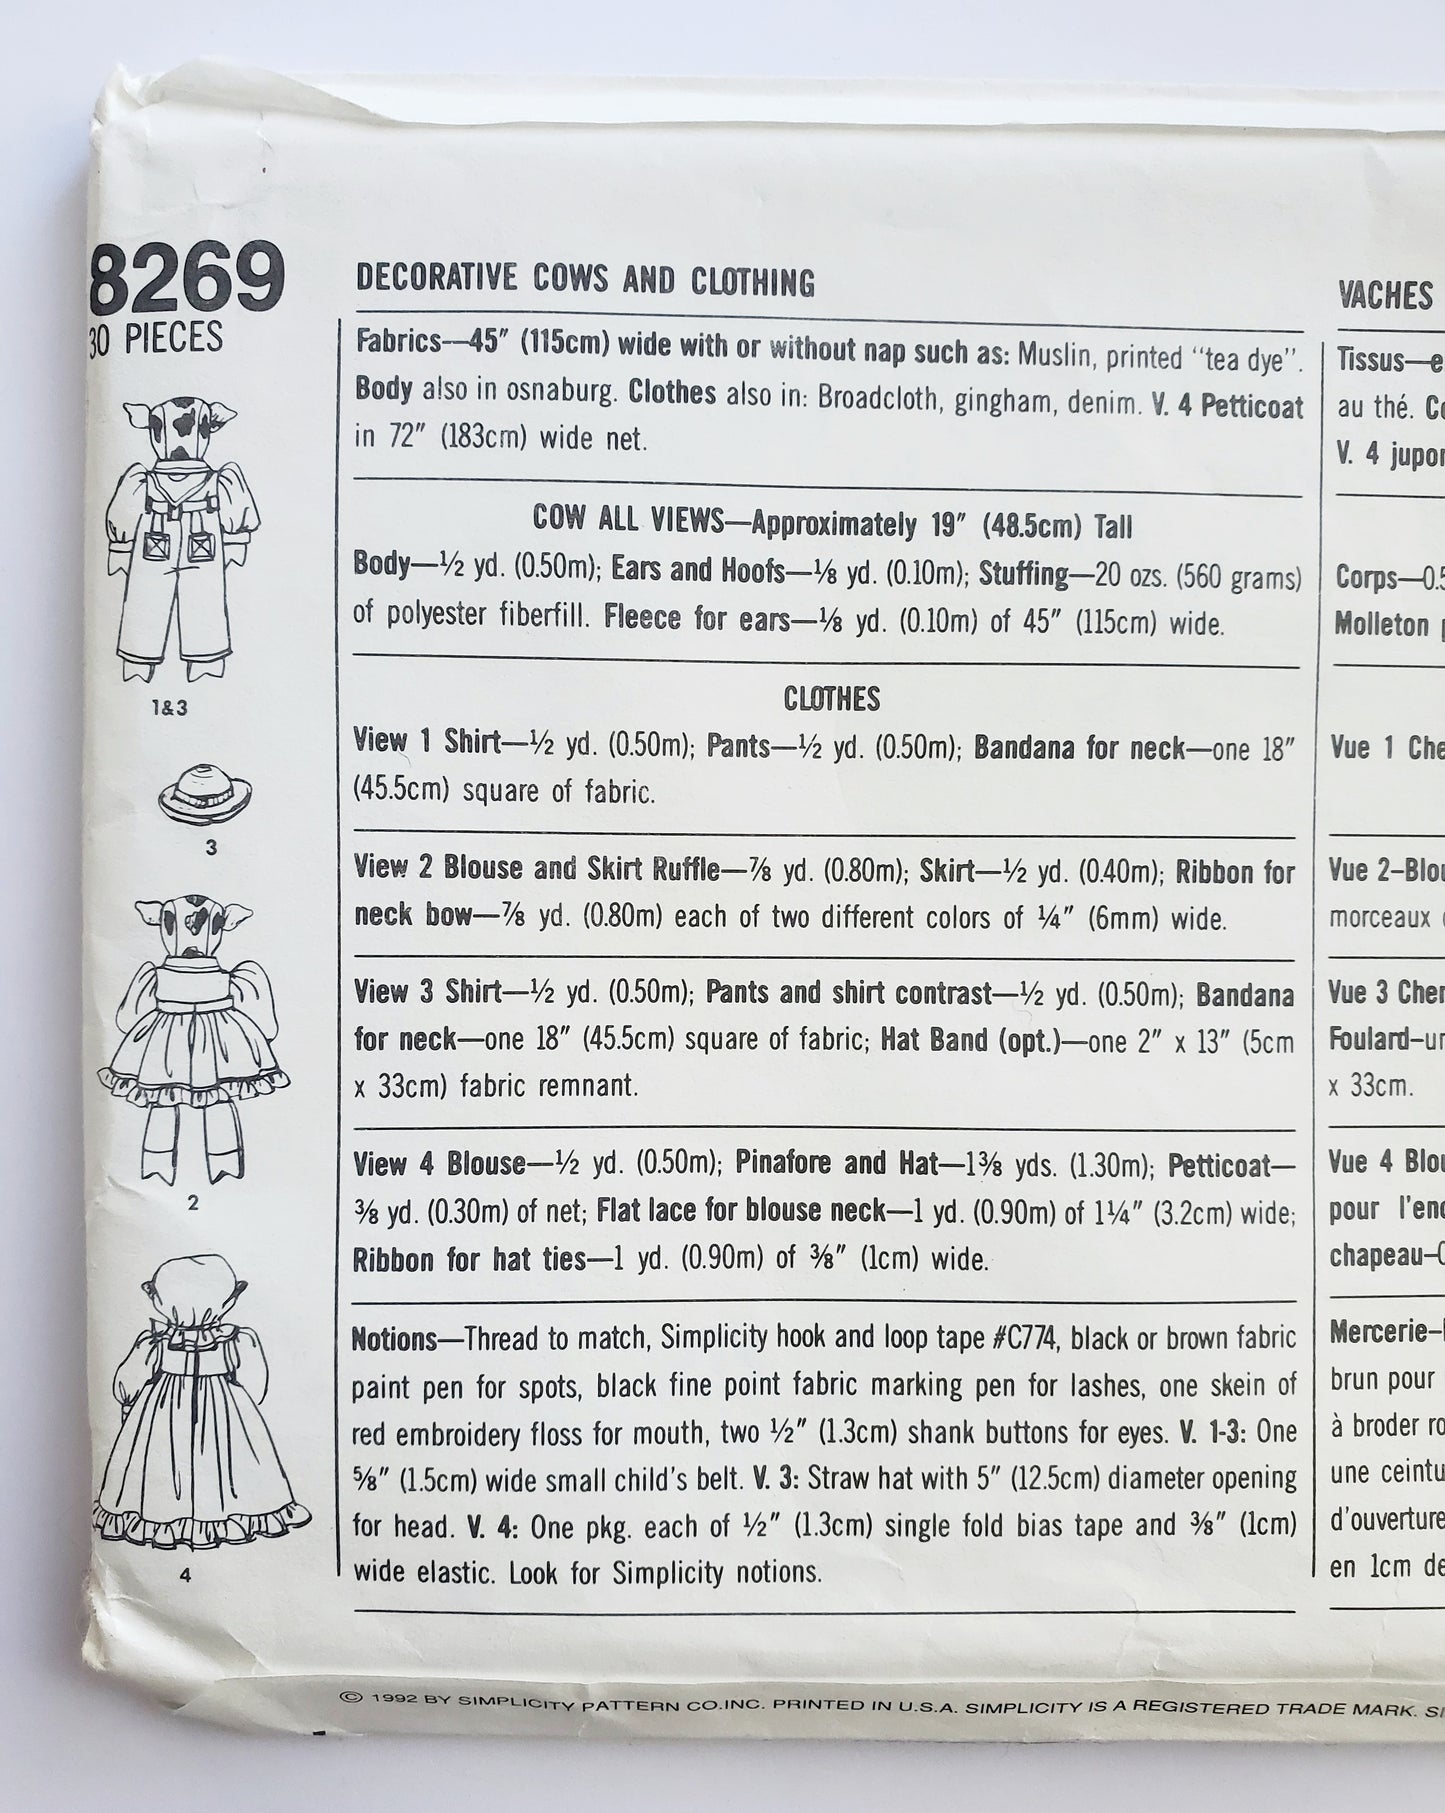 8269
30 PIECES
1&3
3
2
4
DECORATIVE COWS AND CLOTHING
Fabrics—45" (115cm) wide with or without nap such as: Muslin, printed "tea dye".
Body also in osnaburg. Clothes also in: Broadcloth, gingham, denim. V. 4 Petticoat
in 72" (183cm) wide net.
COW ALL VIEWS—Approximately 19" (48.5cm) Tall
Body—½ yd. (0.50m); Ears and Hoofs—⅛ yd. (0.10m); Stuffing—20 ozs. (560 grams)
of polyester fiberfill. Fleece for ears—⅛ yd. (0.10m) of 45" (115cm) wide.
CLOTHES
View 1 Shirt—½ yd. (0.50m); Pants—½ yd. (0.50m); Bandana for neck—one 18"
(45.5cm) square of fabric.
View 2 Blouse and Skirt Ruffle—⅞ yd. (0.80m); Skirt—½ yd. (0.40m); Ribbon for
neck bow—⅞ yd. (0.80m) each of two different colors of ¼" (6mm) wide.
View 3 Shirt—½ yd. (0.50m); Pants and shirt contrast—½ yd. (0.50m); Bandana
for neck—one 18" (45.5cm) square of fabric; Hat Band (opt.)—one 2" x 13" (5cm
x 33cm) fabric remnant.
View 4 Blouse—½ yd. (0.50m); Pinafore and Hat—1⅜ yds. (1.30m); Petticoat—
⅜ yd. (0.30m) of net; Flat lace for blouse neck—1 yd. (0.90m) of 1¼" (3.2cm) wide;
Ribbon for hat ties—1 yd. (0.90m) of ⅜" (1cm) wide.
Notions—Thread to match, Simplicity hook and loop tape #C774, black or brown fabric
paint pen for spots, black fine point fabric marking pen for lashes, one skein of
red embroidery floss for mouth, two ½" (1.3cm) shank buttons for eyes. V. 1-3: One
⅝" (1.5cm) wide small child's belt. V. 3: Straw hat with 5" (12.5cm) diameter opening
for head. V. 4: One pkg. each of ½" (1.3cm) single fold bias tape and ⅜" (1cm)
wide elastic. Look for Simplicity notions.
VACHES
Tissus—e
au thé.
V. 4
Corps—0.5
Molleton
Vue 1
Vue 2–
morceaux
Vue 3
Foulard–
x 33cm.
Vue 4
pour
chapeau–
Mercerie–
brun pour
à broder
une
d'ouverture
en 1cm de
© 1992 BY SIMPLICITY PATTERN CO.INC. PRINTED IN U.S.A. SIMPLICITY IS A REGISTERED TRADE MARK.